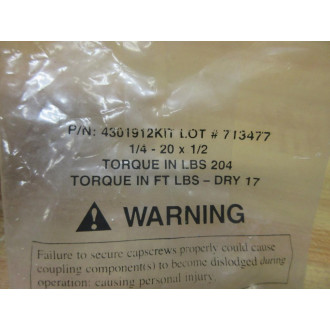 P/N: 4301912KIT LOT # 713477
1/4 - 20 x 1/2
TORQUE IN LBS 204
TORQUE IN FT LBS - DRY 17
WARNING
Failure to secure capscrews properly could cause
coupling component(s) to become dislodged during
operation: causing personal injury.